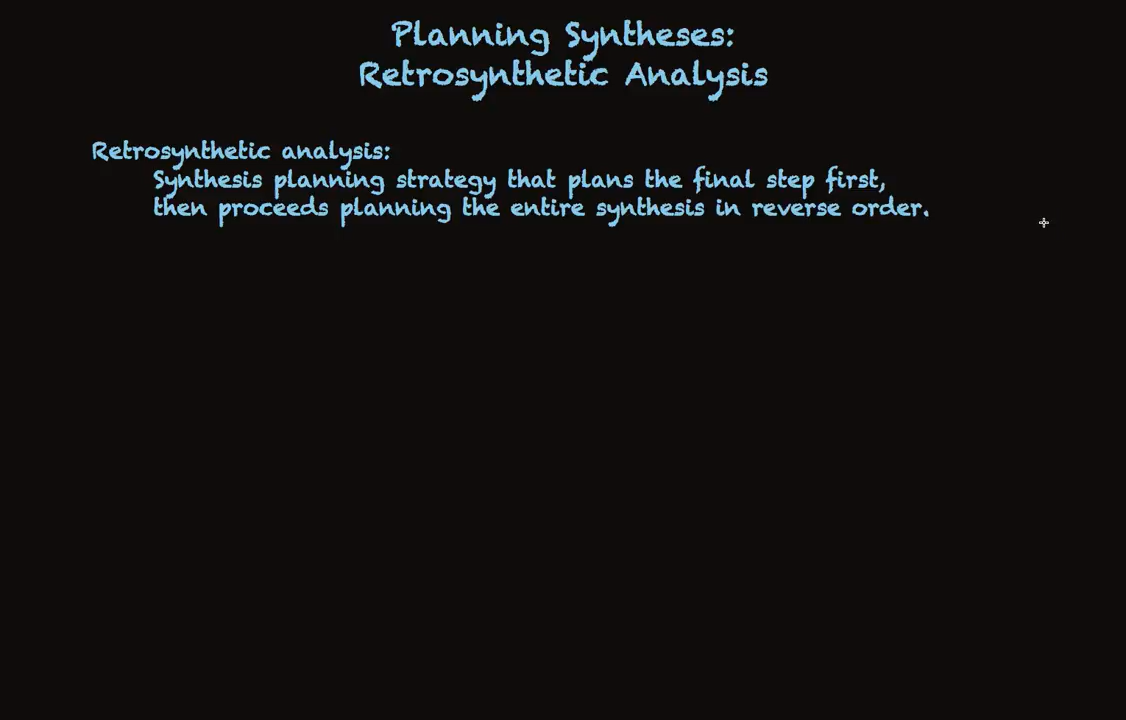 Planning Syntheses:
Retrosynthetic Analysis
Retrosynthetic analysis:
Synthesis planning strategy that plans the final step first,
then proceeds planning the entire synthesis in reverse order.